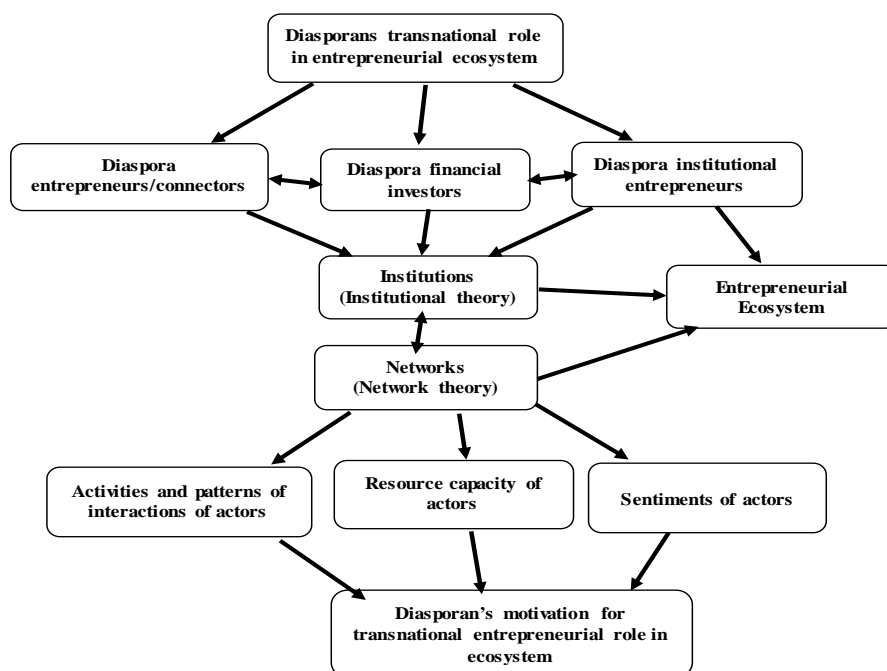 Diasporans transnational role
in entrepreneurial ecosystem
Diaspora
entrepreneurs/connectors
Diaspora financial
investors
Diaspora institutional
entrepreneurs
Institutions
(Institutional theory)
Entrepreneurial
Ecosystem
Networks
(Network theory)
Activities and patterns of
interactions of actors
Resource capacity of
actors
Sentiments of actors
Diasporan’s motivation for
transnational entrepreneurial role in
ecosystem